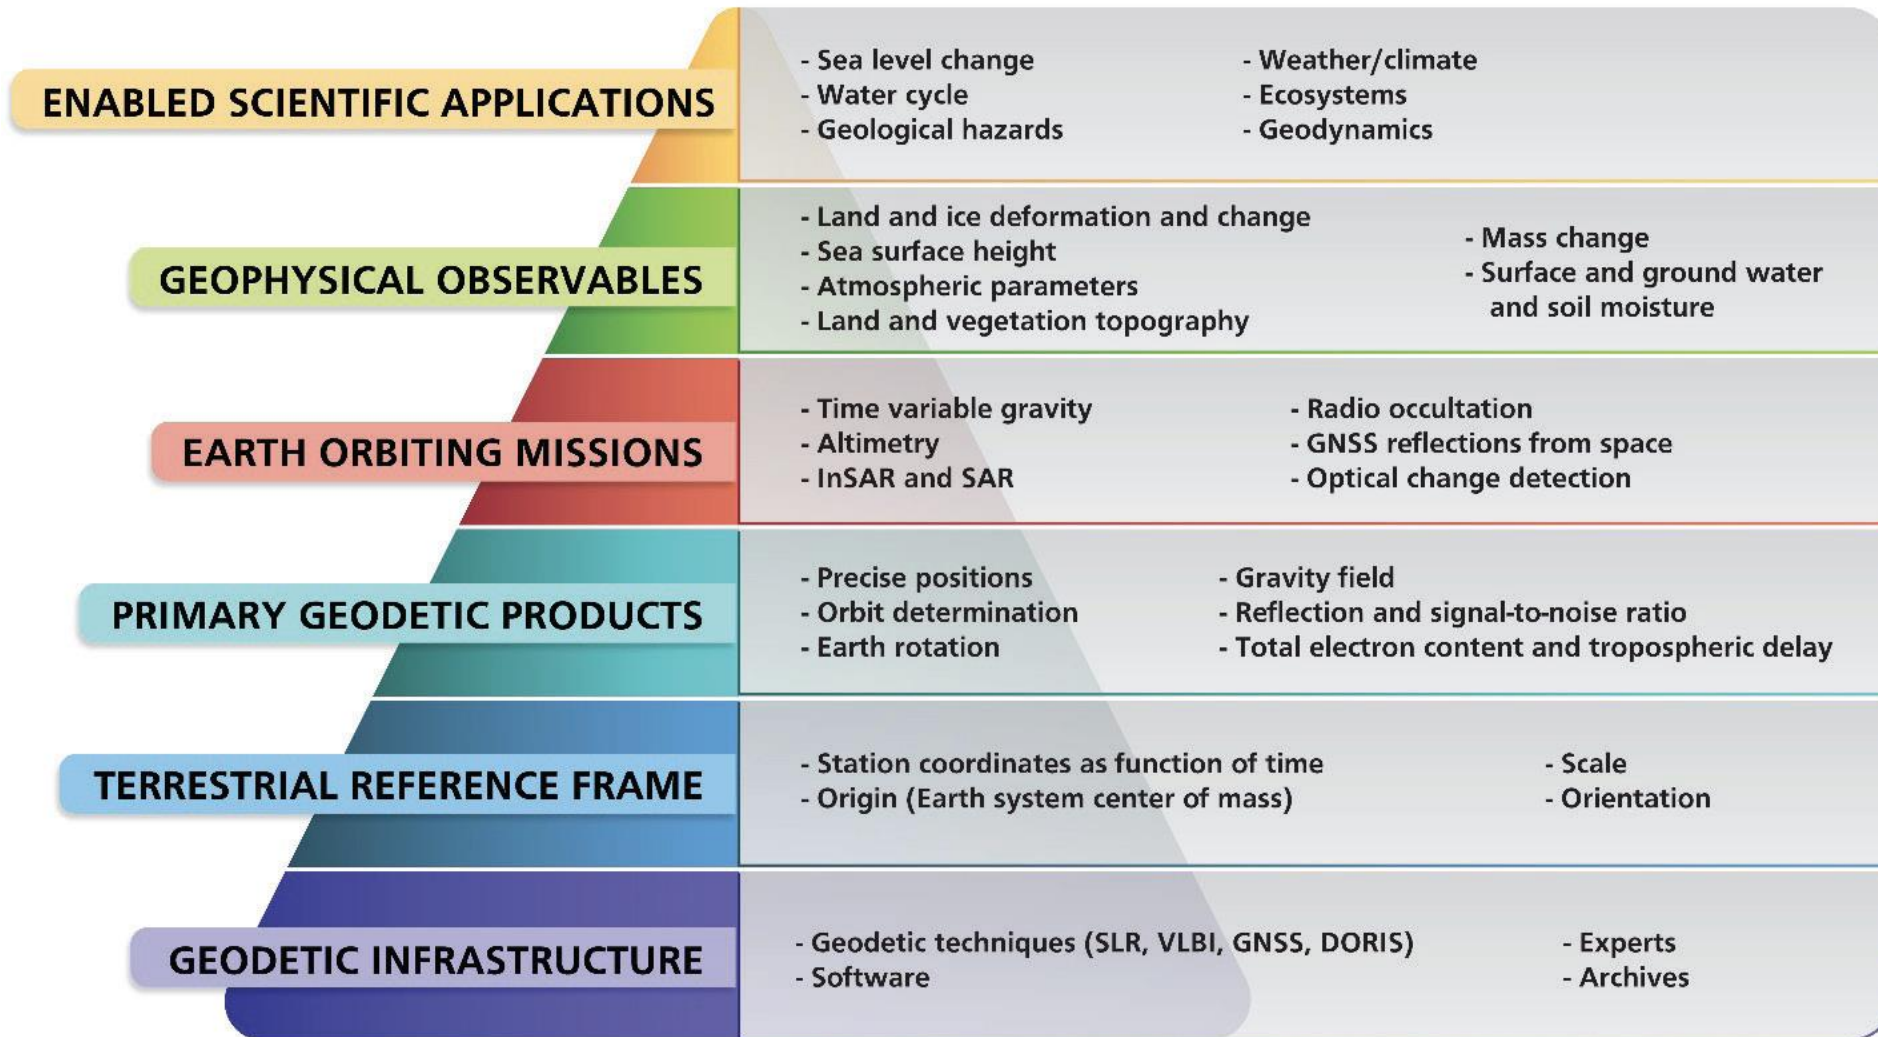 ENABLED SCIENTIFIC APPLICATIONS
- Sea level change
- Water cycle
- Geological hazards
- Weather/climate
- Ecosystems
- Geodynamics
GEOPHYSICAL OBSERVABLES
- Land and ice deformation and change
- Sea surface height
- Atmospheric parameters
- Land and vegetation topography
- Mass change
- Surface and ground water
and soil moisture
EARTH ORBITING MISSIONS
- Time variable gravity
- Altimetry
- InSAR and SAR
- Radio occultation
- GNSS reflections from space
- Optical change detection
PRIMARY GEODETIC PRODUCTS
- Precise positions
- Orbit determination
- Earth rotation
- Gravity field
- Reflection and signal-to-noise ratio
- Total electron content and tropospheric delay
TERRESTRIAL REFERENCE FRAME
- Station coordinates as function of time
- Origin (Earth system center of mass)
- Scale
- Orientation
GEODETIC INFRASTRUCTURE
- Geodetic techniques (SLR, VLBI, GNSS, DORIS)
- Software
- Experts
- Archives